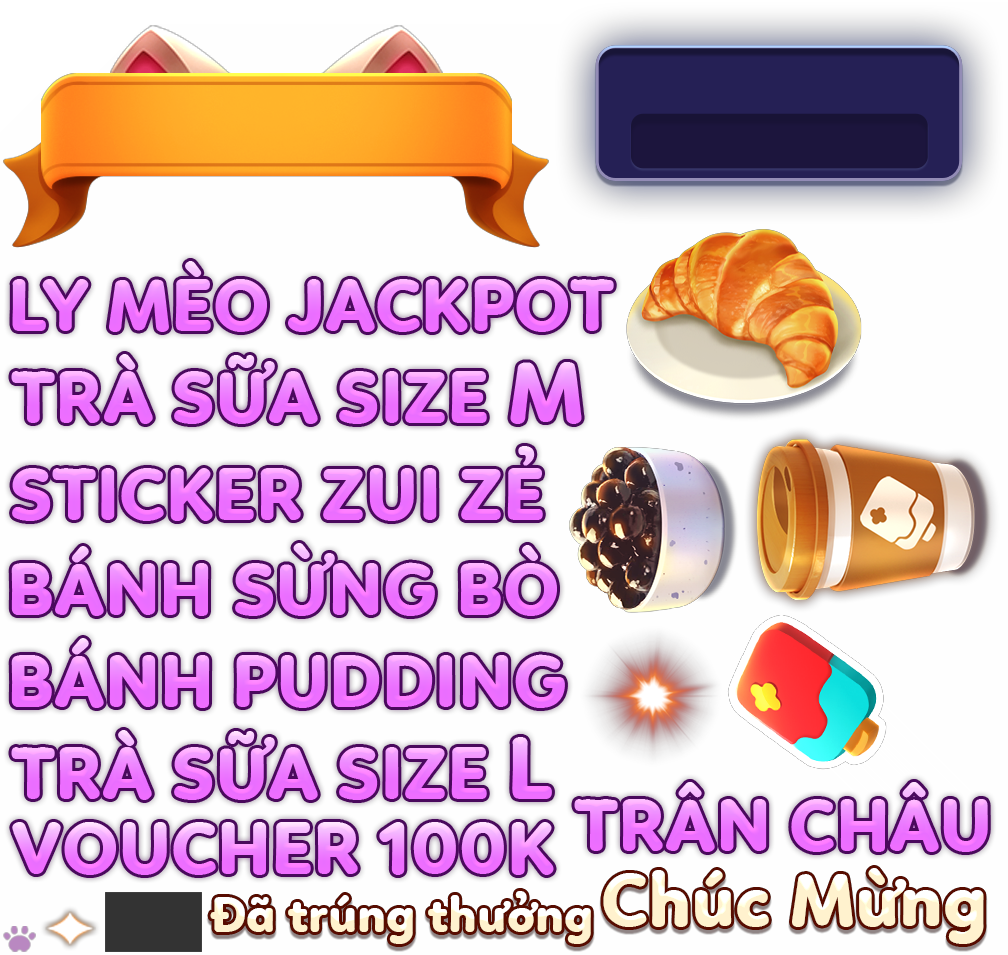 LY MÈO JACKPOT
TRÀ SỮA SIZE M
STICKER ZUI ZẺ
BÁNH SỪNG BÒ
BÁNH PUDDING
TRÀ SỮA SIZE L
VOUCHER 100K
TRÂN CHÂU
Đã trúng thưởng
Chúc Mừng